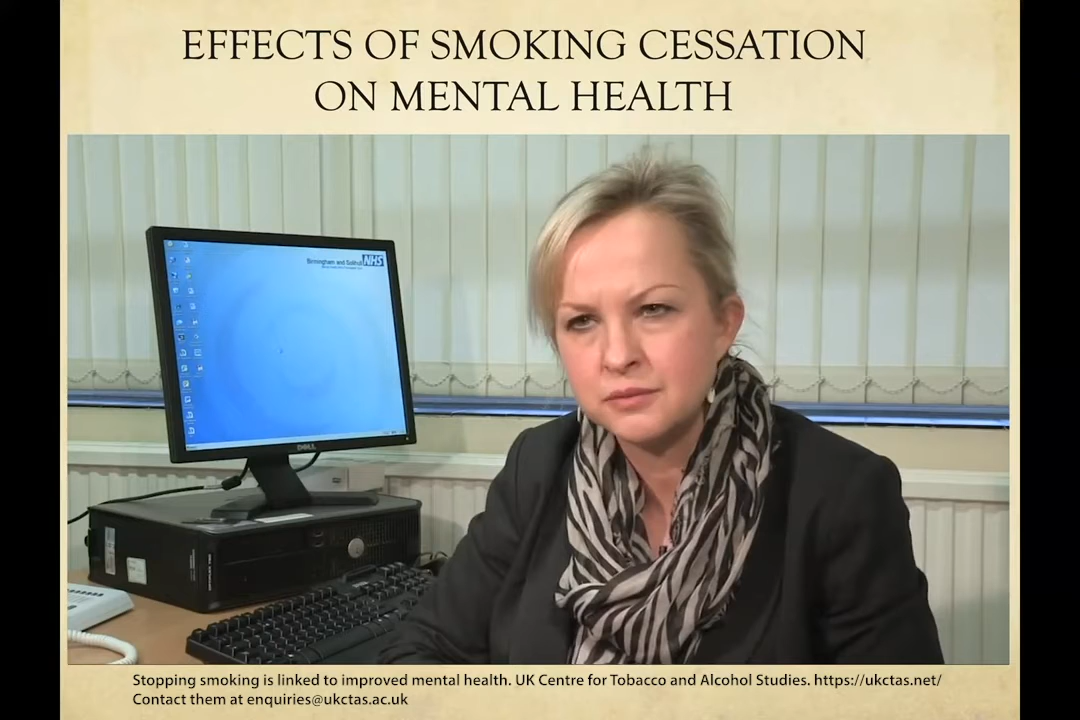 EFFECTS OF SMOKING CESSATION
ON MENTAL HEALTH
Birmingham and Solihull NHS
DELL
Stopping smoking is linked to improved mental health. UK Centre for Tobacco and Alcohol Studies. https://ukctas.net/
Contact them at enquiries@ukctas.ac.uk